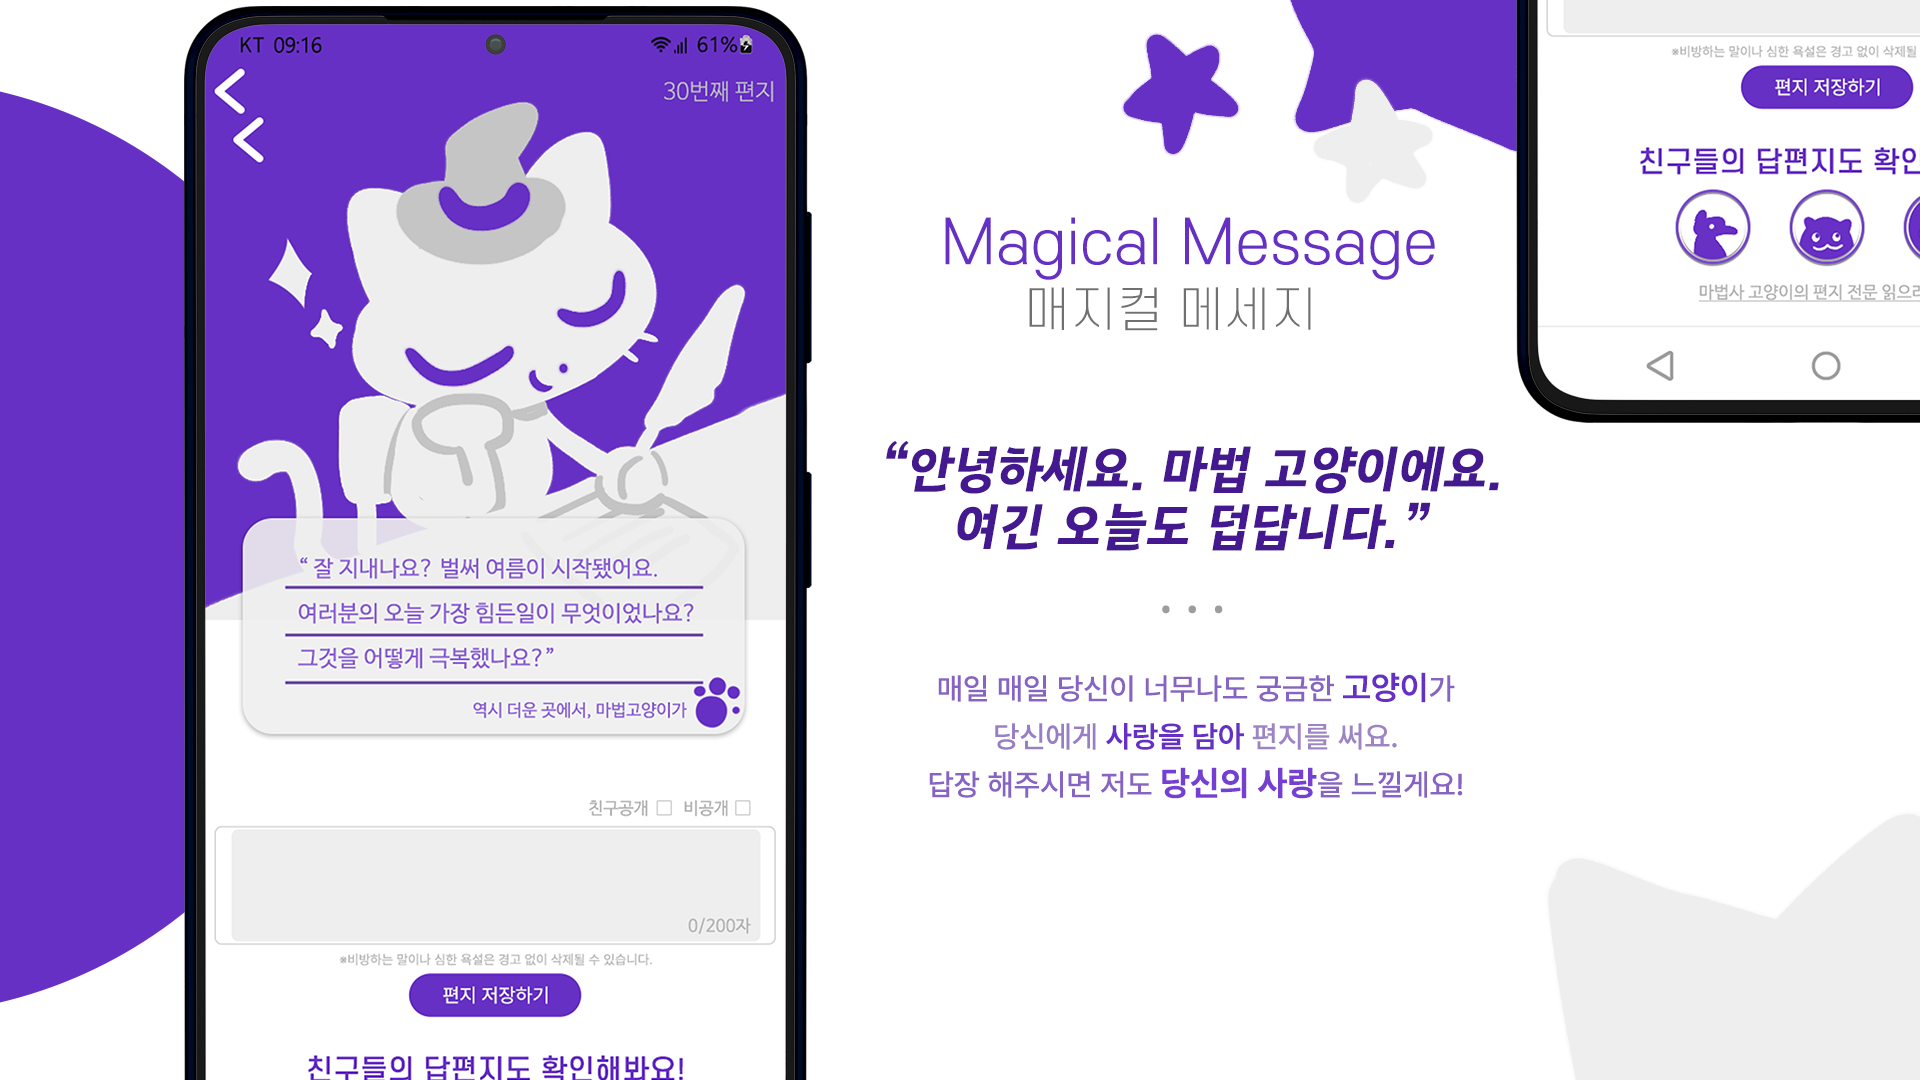 KT 09:16
61%
30번째 편지
“ 잘 지내나요? 벌써 여름이 시작됐어요.
여러분의 오늘 가장 힘든일이 무엇이었나요?
그것을 어떻게 극복했나요?”
역시 더운 곳에서, 마법고양이가
친구공개 비공개
0/200자
※비방하는 말이나 심한 욕설은 경고 없이 삭제될 수 있습니다.
편지 저장하기
친구들의 답편지도 확인해봐요!
Magical Message
매지컬 메세지
“안녕하세요. 마법 고양이에요.
여긴 오늘도 덥답니다.”
• • •
매일 매일 당신이 너무나도 궁금한 고양이가
당신에게 사랑을 담아 편지를 써요.
답장 해주시면 저도 당신의 사랑을 느낄게요!
※비방하는 말이나 심한 욕설은 경고 없이 삭제될
편지 저장하기
친구들의 답편지도 확인
마법사 고양이의 편지 전문 읽으러